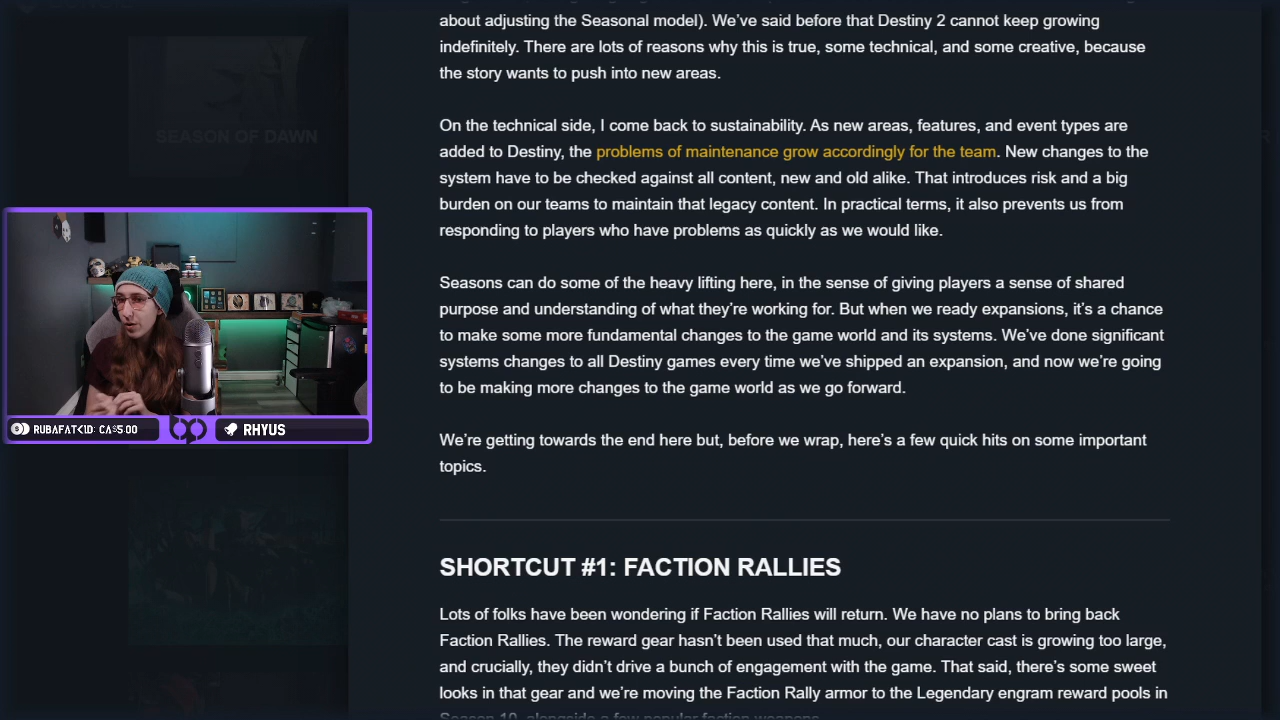 about adjusting the Seasonal model). We've said before that Destiny 2 cannot keep growing
indefinitely. There are lots of reasons why this is true, some technical, and some creative, because
the story wants to push into new areas.
SEASON OF DAWN
On the technical side, I come back to sustainability. As new areas, features, and event types are
added to Destiny, the problems of maintenance grow accordingly for the team. New changes to the
system have to be checked against all content, new and old alike. That introduces risk and a big
burden on our teams to maintain that legacy content. In practical terms, it also prevents us from
responding to players who have problems as quickly as we would like.
Seasons can do some of the heavy lifting here, in the sense of giving players a sense of shared
purpose and understanding of what they're working for. But when we ready expansions, it's a chance
to make some more fundamental changes to the game world and its systems. We've done significant
systems changes to all Destiny games every time we've shipped an expansion, and now we're going
to be making more changes to the game world as we go forward.
RUBAFATK1D: CA$5.00
RHYUS
We're getting towards the end here but, before we wrap, here's a few quick hits on some important
topics.
SHORTCUT #1: FACTION RALLIES
Lots of folks have been wondering if Faction Rallies will return. We have no plans to bring back
Faction Rallies. The reward gear hasn't been used that much, our character cast is growing too large,
and crucially, they didn't drive a bunch of engagement with the game. That said, there's some sweet
looks in that gear and we're moving the Faction Rally armor to the Legendary engram reward pools in
Season 10, alongside a few popular faction weapons.